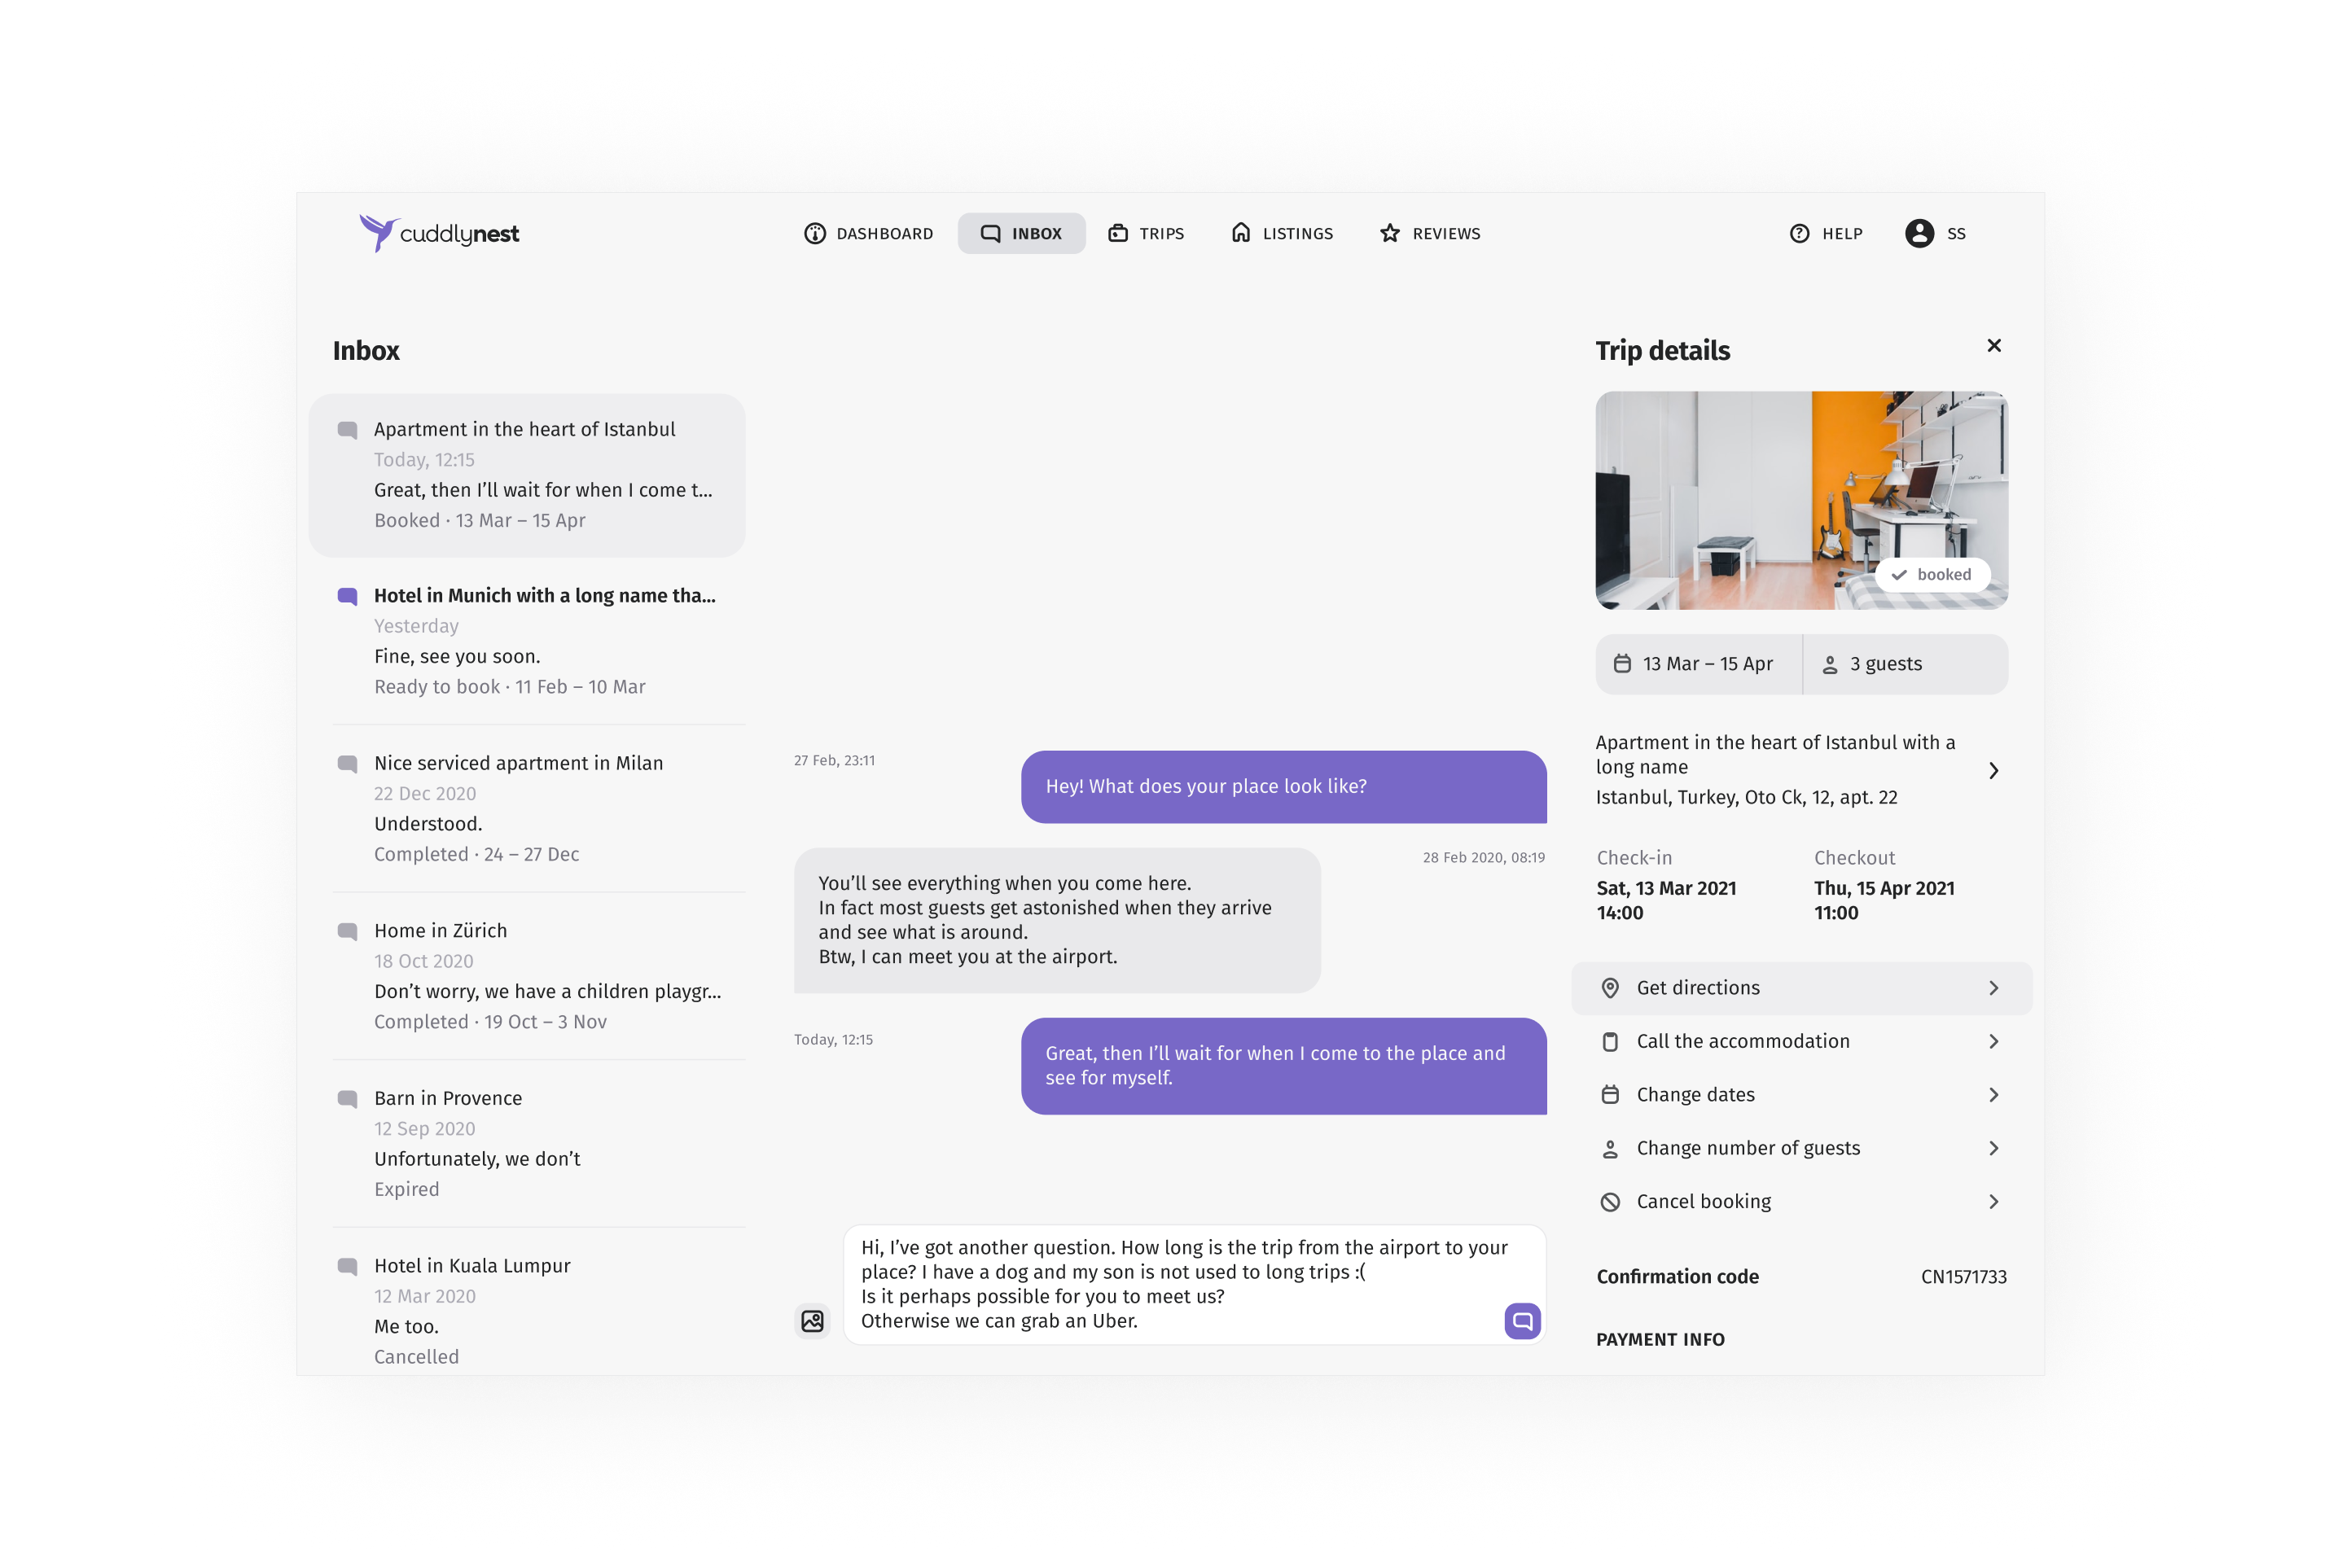 cuddlynest
DASHBOARD
INBOX
TRIPS
LISTINGS
REVIEWS
HELP
SS
Inbox
Apartment in the heart of Istanbul
Today, 12:15
Great, then I’ll wait for when I come t...
Booked · 13 Mar – 15 Apr
Hotel in Munich with a long name tha...
Yesterday
Fine, see you soon.
Ready to book · 11 Feb – 10 Mar
Nice serviced apartment in Milan
22 Dec 2020
Understood.
Completed · 24 – 27 Dec
Home in Zürich
18 Oct 2020
Don’t worry, we have a children playgr...
Completed · 19 Oct – 3 Nov
Barn in Provence
12 Sep 2020
Unfortunately, we don’t
Expired
Hotel in Kuala Lumpur
12 Mar 2020
Me too.
Cancelled
27 Feb, 23:11
Hey! What does your place look like?
28 Feb 2020, 08:19
You’ll see everything when you come here.
In fact most guests get astonished when they arrive
and see what is around.
Btw, I can meet you at the airport.
Today, 12:15
Great, then I’ll wait for when I come to the place and
see for myself.
Hi, I’ve got another question. How long is the trip from the airport to your
place? I have a dog and my son is not used to long trips :(
Is it perhaps possible for you to meet us?
Otherwise we can grab an Uber.
Trip details
booked
13 Mar – 15 Apr
3 guests
Apartment in the heart of Istanbul with a
long name
Istanbul, Turkey, Oto Ck, 12, apt. 22
Check-in
Sat, 13 Mar 2021
14:00
Checkout
Thu, 15 Apr 2021
11:00
Get directions
Call the accommodation
Change dates
Change number of guests
Cancel booking
Confirmation code
CN1571733
PAYMENT INFO